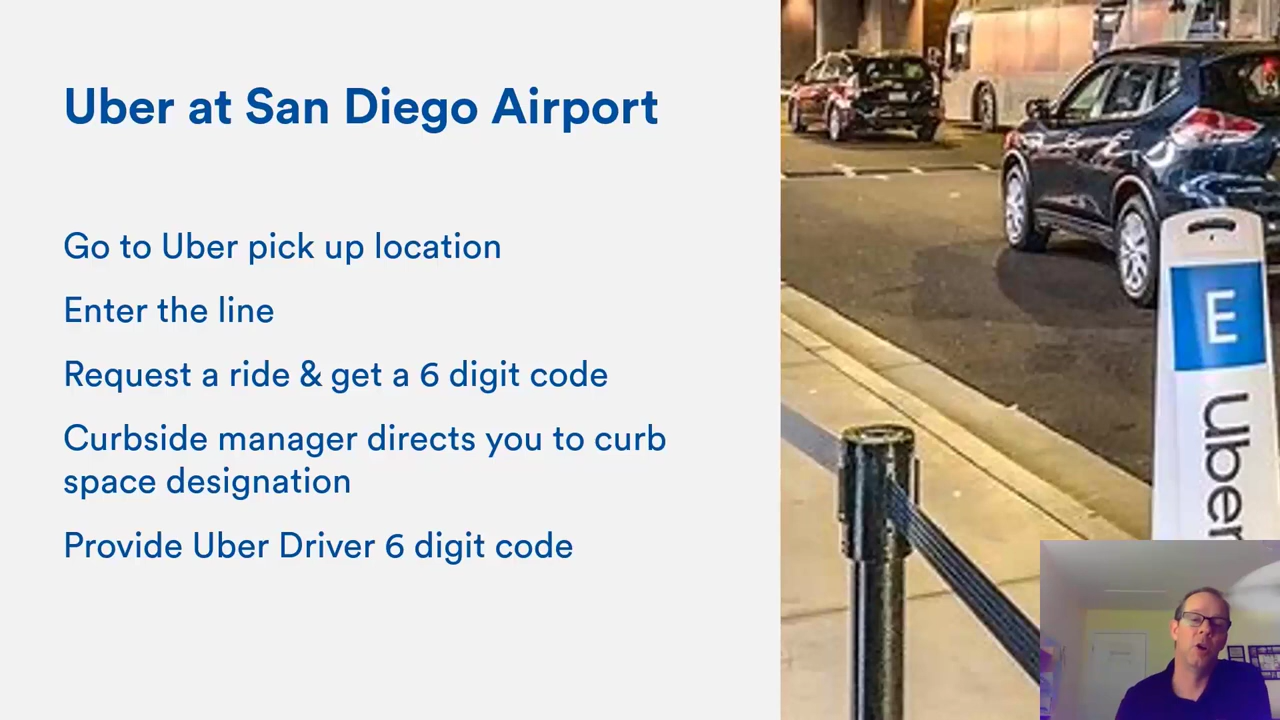 Uber at San Diego Airport
Go to Uber pick up location
Enter the line
Request a ride & get a 6 digit code
Curbside manager directs you to curb
space designation
Provide Uber Driver 6 digit code
E
Uber